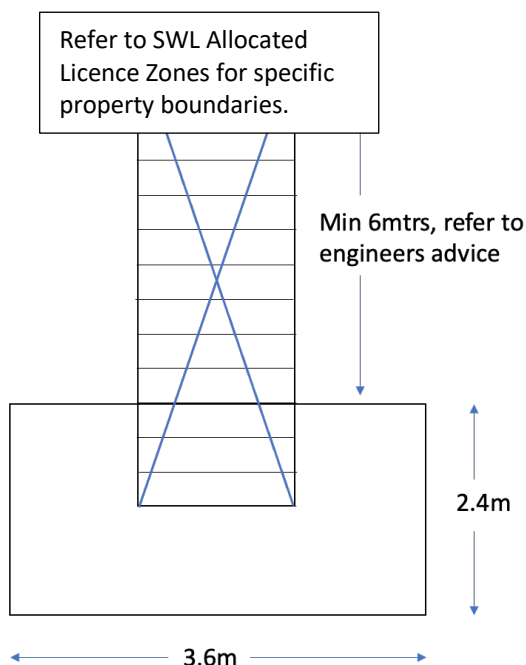 Refer to SWL Allocated
Licence Zones for specific
property boundaries.
Min 6mtrs, refer to
engineers advice
2.4m
3.6m